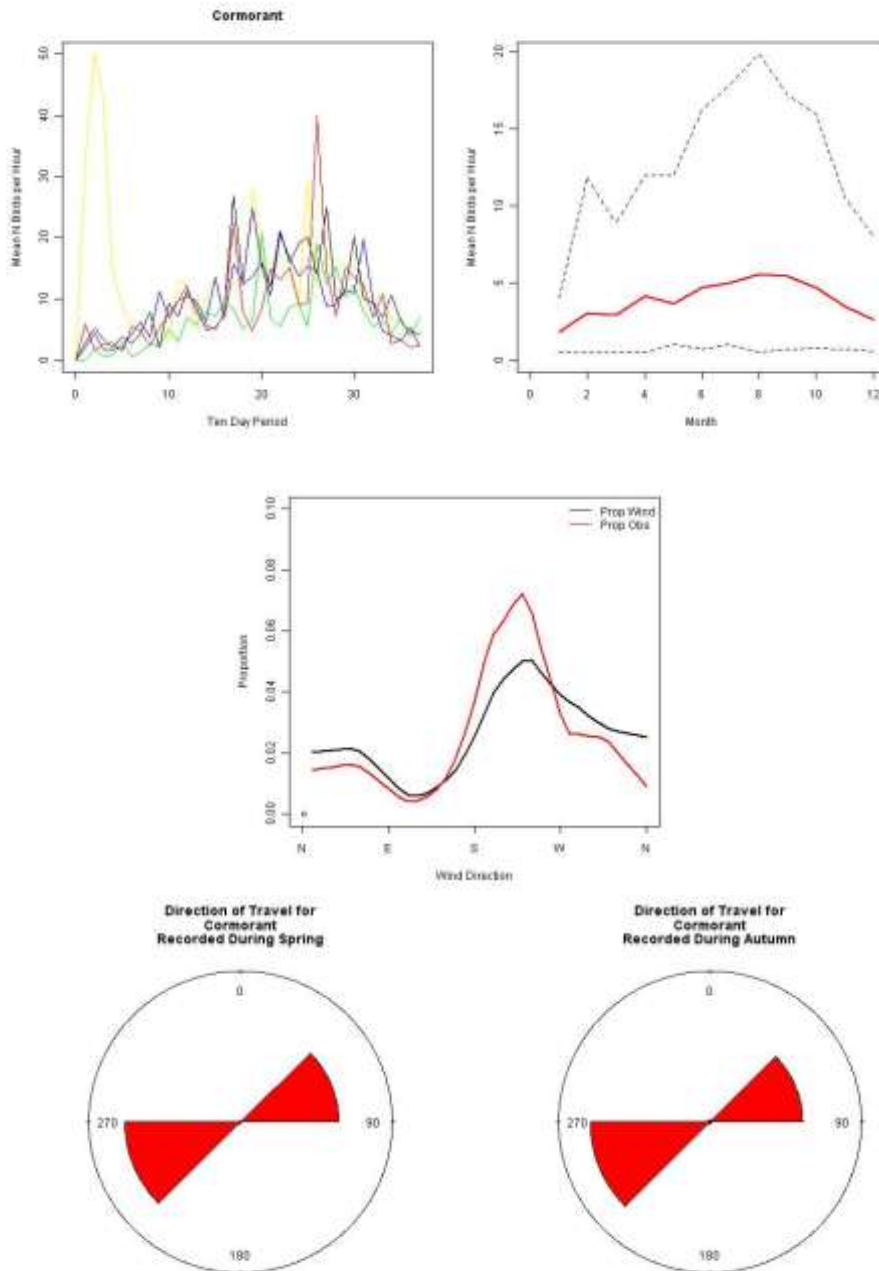 Cormorant
Mean N Birds per Hour
0 10 20 30 40 50
0 10 20 30
Ten Day Period
Mean N Birds per Hour
0 5 10 15 20
0 2 4 6 8 10 12
Month
Proportion
0.00 0.02 0.04 0.06 0.08 0.10
Prop Wind
Prop Obs
N E S W N
Wind Direction
Direction of Travel for
Cormorant
Recorded During Spring
0
270 90
180
Direction of Travel for
Cormorant
Recorded During Autumn
0
270 90
180